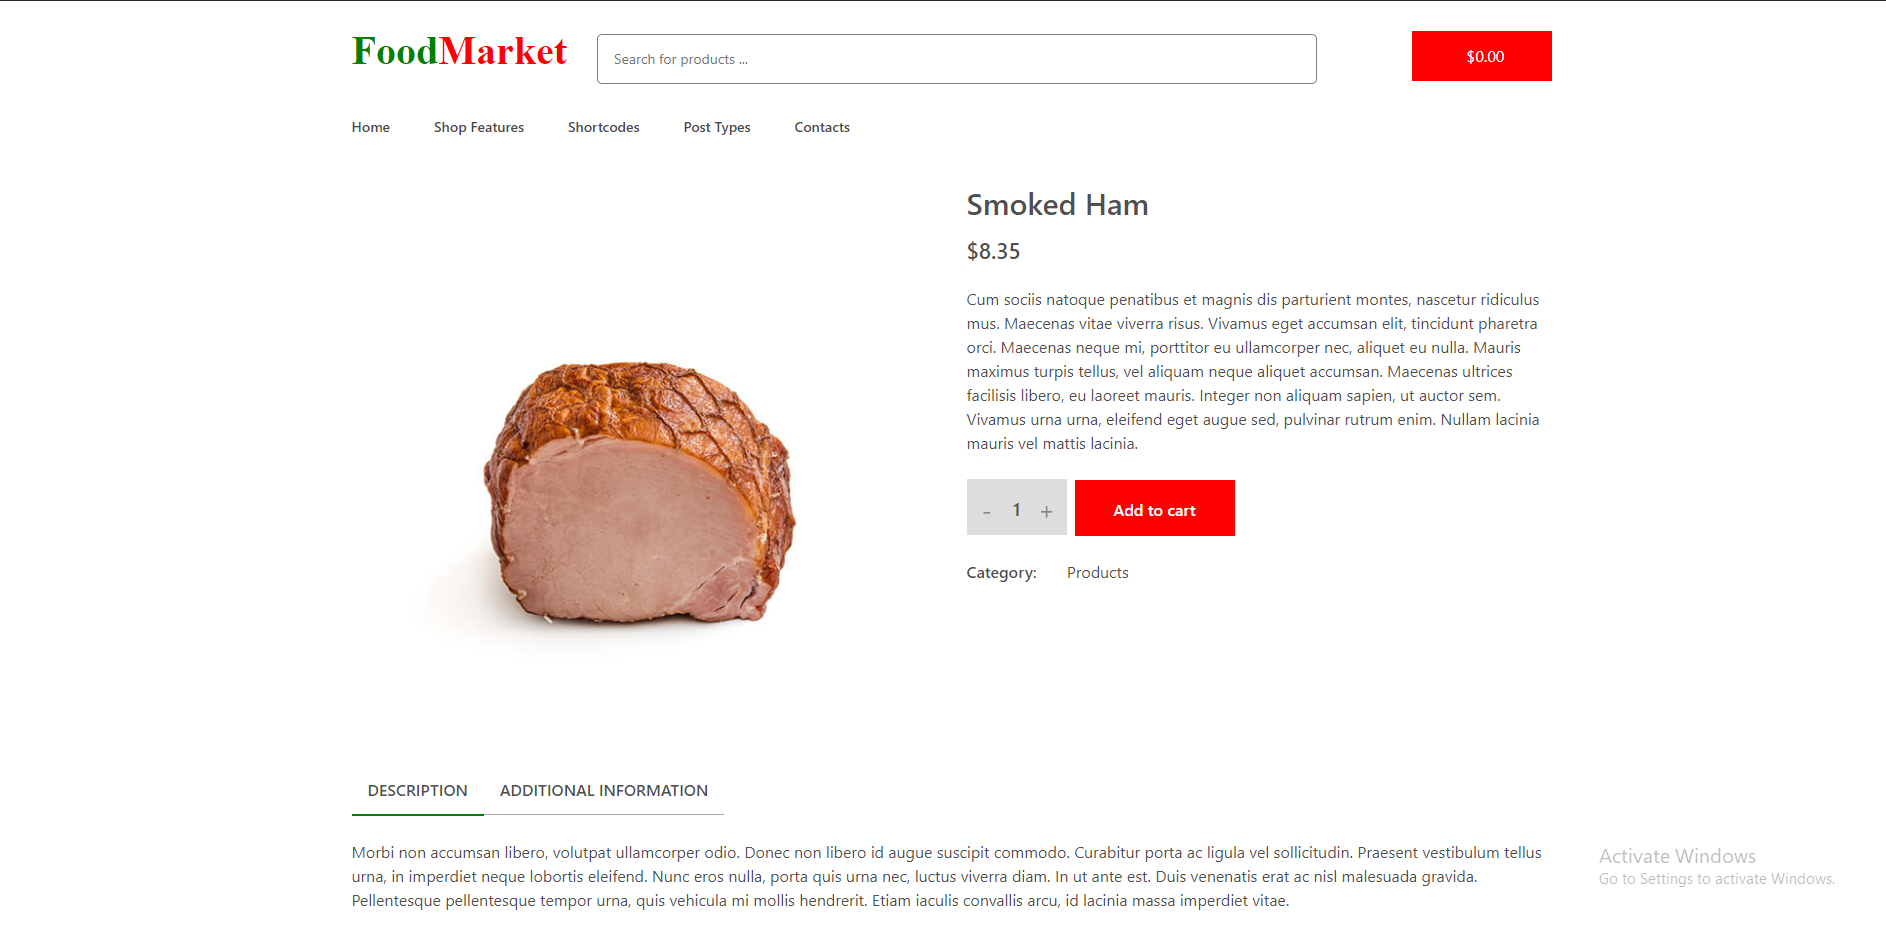 FoodMarket
Search for products ...
$0.00
Home Shop Features Shortcodes Post Types Contacts
Smoked Ham
$8.35
Cum sociis natoque penatibus et magnis dis parturient montes, nascetur ridiculus
mus. Maecenas vitae viverra risus. Vivamus eget accumsan elit, tincidunt pharetra
orci. Maecenas neque mi, porttitor eu ullamcorper nec, aliquet eu nulla. Mauris
maximus turpis tellus, vel aliquam neque aliquet accumsan. Maecenas ultrices
facilisis libero, eu laoreet mauris. Integer non aliquam sapien, ut auctor sem.
Vivamus urna urna, eleifend eget augue sed, pulvinar rutrum enim. Nullam lacinia
mauris vel mattis lacinia.
- 1 + Add to cart
Category: Products
DESCRIPTION ADDITIONAL INFORMATION
Morbi non accumsan libero, volutpat ullamcorper odio. Donec non libero id augue suscipit commodo. Curabitur porta ac ligula vel sollicitudin. Praesent vestibulum tellus
urna, in imperdiet neque lobortis eleifend. Nunc eros nulla, porta quis urna nec, luctus viverra diam. In ut ante est. Duis venenatis erat ac nisl malesuada gravida.
Pellentesque pellentesque tempor urna, quis vehicula mi mollis hendrerit. Etiam iaculis convallis arcu, id lacinia massa imperdiet vitae.
Activate Windows
Go to Settings to activate Windows.